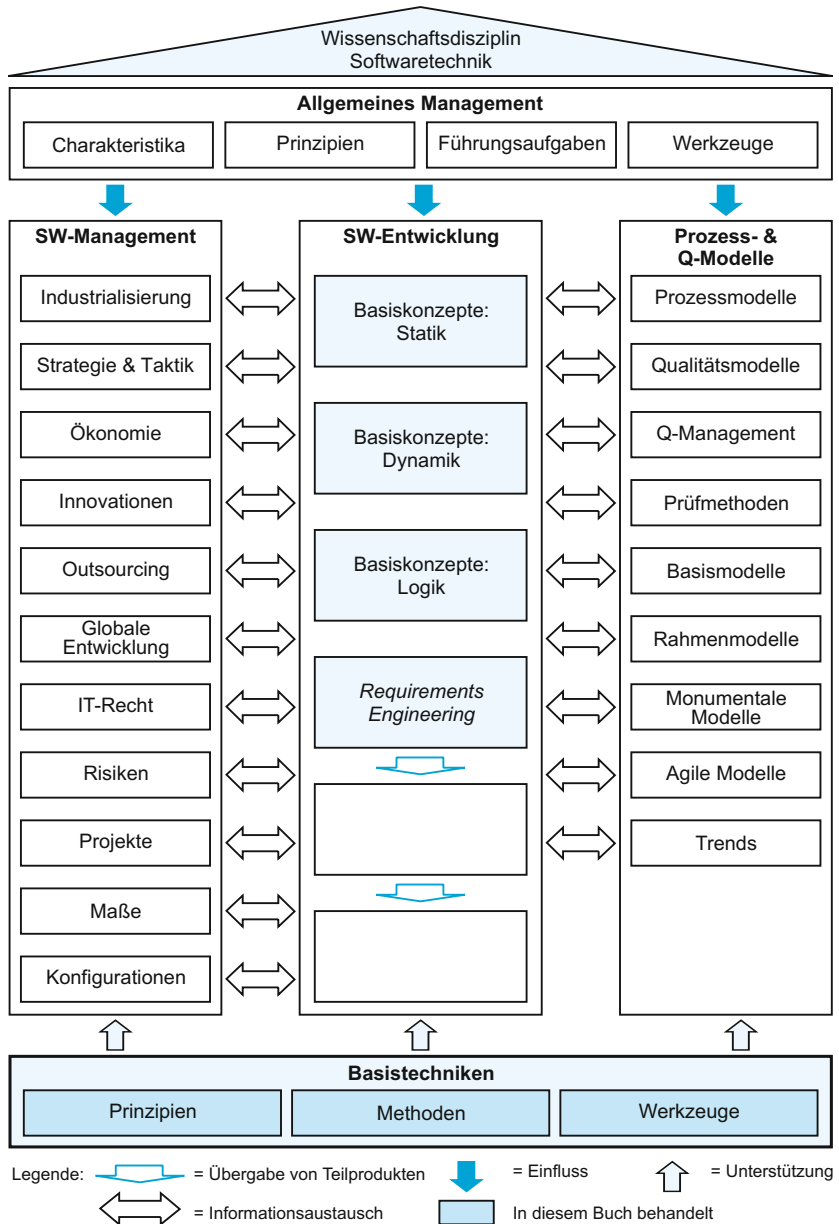 Wissenschaftsdisziplin
Softwaretechnik
Allgemeines Management
Charakteristika
Prinzipien
Führungsaufgaben
Werkzeuge
SW-Management
Industrialisierung
Strategie & Taktik
Ökonomie
Innovationen
Outsourcing
Globale
Entwicklung
IT-Recht
Risiken
Projekte
Maße
Konfigurationen
SW-Entwicklung
Basiskonzepte:
Statik
Basiskonzepte:
Dynamik
Basiskonzepte:
Logik
Requirements
Engineering
Prozess- &
Q-Modelle
Prozessmodelle
Qualitätsmodelle
Q-Management
Prüfmethoden
Basismodelle
Rahmenmodelle
Monumentale
Modelle
Agile Modelle
Trends
Basistechniken
Prinzipien
Methoden
Werkzeuge
Legende:
= Übergabe von Teilprodukten
= Einfluss
= Unterstützung
= Informationsaustausch
In diesem Buch behandelt